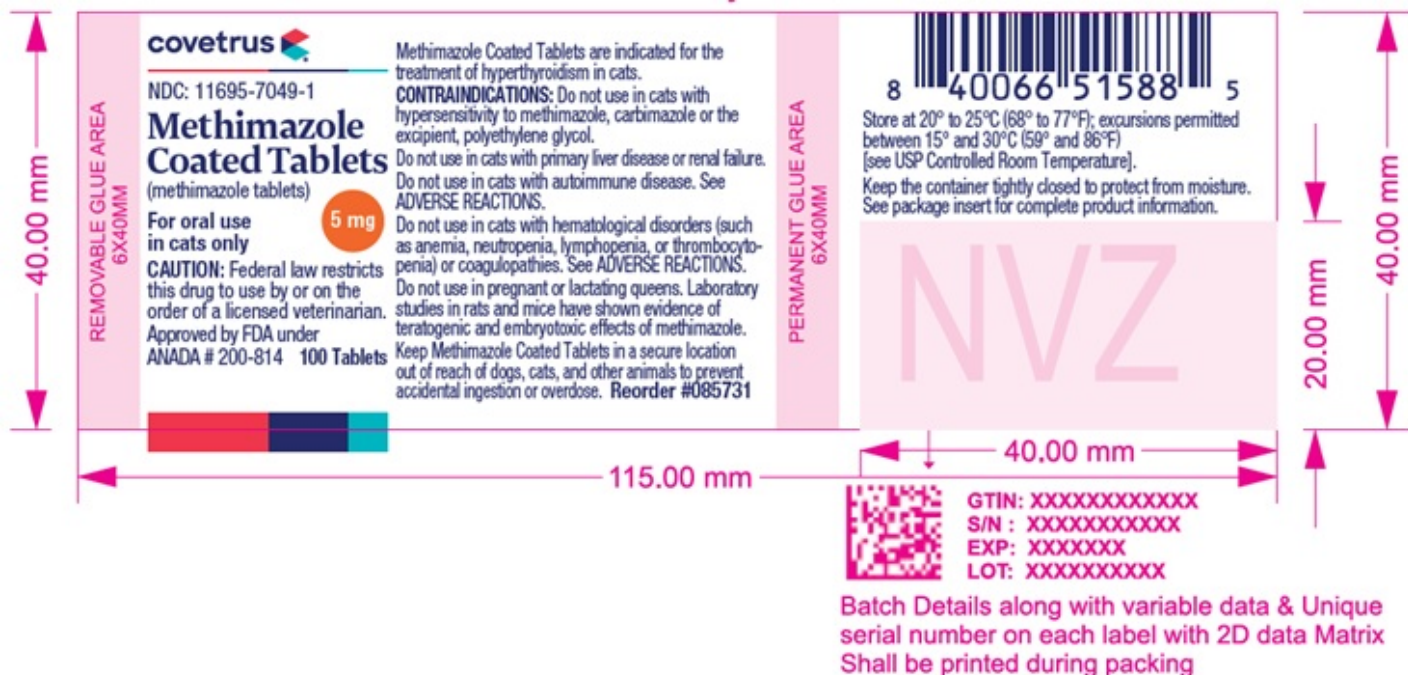 covetrus
NDC: 11695-7049-1
Methimazole
Coated Tablets
(methimazole tablets)
For oral use
in cats only
5 mg
CAUTION: Federal law restricts
this drug to use by or on the
order of a licensed veterinarian.
Approved by FDA under
ANADA # 200-814 100 Tablets
Methimazole Coated Tablets are indicated for the
treatment of hyperthyroidism in cats.
CONTRAINDICATIONS: Do not use in cats with
hypersensitivity to methimazole, carbimazole or the
excipient, polyethylene glycol.
Do not use in cats with primary liver disease or renal failure.
Do not use in cats with autoimmune disease. See
ADVERSE REACTIONS.
Do not use in cats with hematological disorders (such
as anemia, neutropenia, lymphopenia, or thrombocyto-
penia) or coagulopathies. See ADVERSE REACTIONS.
Do not use in pregnant or lactating queens. Laboratory
studies in rats and mice have shown evidence of
teratogenic and embryotoxic effects of methimazole.
Keep Methimazole Coated Tablets in a secure location
out of reach of dogs, cats, and other animals to prevent
accidental ingestion or overdose. Reorder #085731
8 40066 51588 5
Store at 20° to 25°C (68° to 77°F); excursions permitted
between 15° and 30°C (59° and 86°F)
[see USP Controlled Room Temperature].
Keep the container tightly closed to protect from moisture.
See package insert for complete product information.
NVZ
REMOVABLE GLUE AREA
6X40MM
PERMANENT GLUE AREA
6X40MM
40.00 mm
40.00 mm
20.00 mm
40.00 mm
115.00 mm
GTIN: XXXXXXXXXXXX
S/N : XXXXXXXXXXX
EXP: XXXXXXX
LOT: XXXXXXXXXX
Batch Details along with variable data & Unique
serial number on each label with 2D data Matrix
Shall be printed during packing